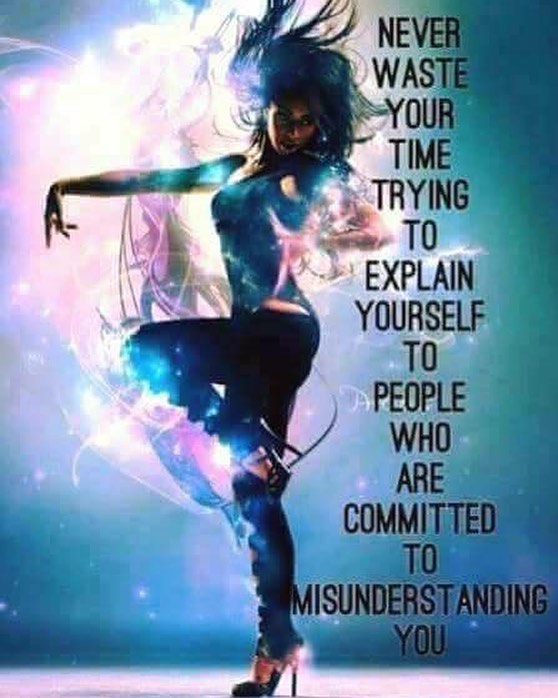 NEVER
WASTE
YOUR
TIME
TRYING
TO
EXPLAIN
YOURSELF
TO
PEOPLE
WHO
ARE
COMMITTED
TO
MISUNDERSTANDING
YOU